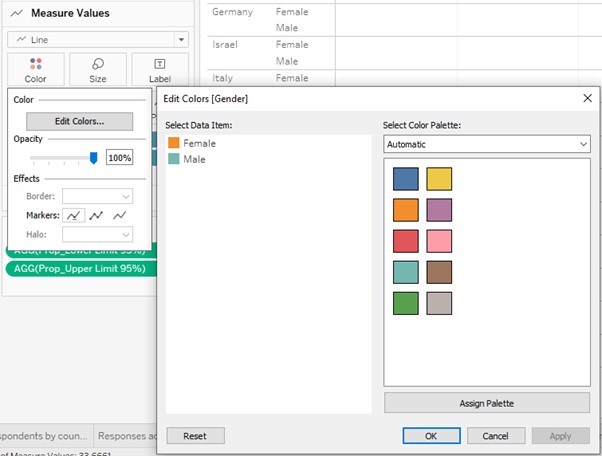 Measure Values
Line
Color
Size
Label
Color
Edit Colors...
Opacity
100%
Effects
Border:
Markers:
Halo:
AGG(Prop_Lower Limit 95%)
AGG(Prop_Upper Limit 95%)
Germany Female
Male
Israel Female
Male
Italy Female
Edit Colors [Gender]
Select Data Item:
Female
Male
Select Color Palette:
Automatic
Assign Palette
Reset
OK
Cancel
Apply
spondents by coun...
Responses ac
of Measure Values: 33.6661